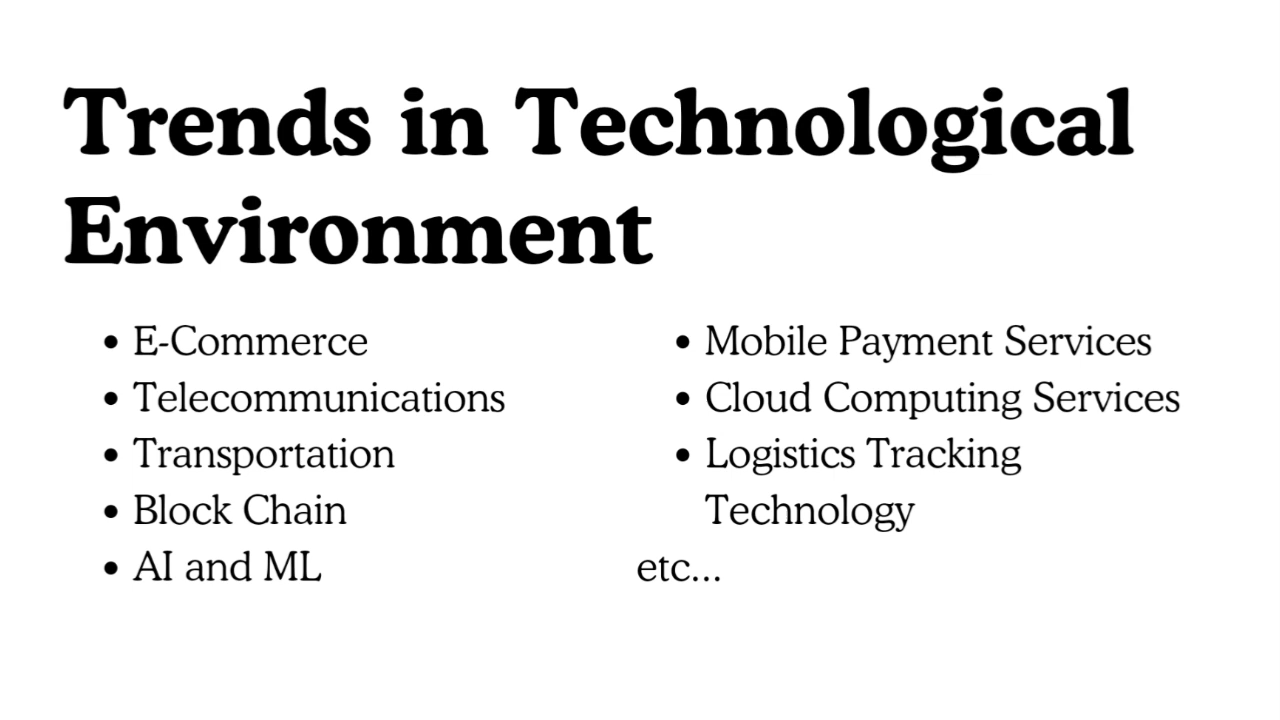 Trends in Technological
Environment
• E-Commerce
• Telecommunications
• Transportation
• Block Chain
• AI and ML
• Mobile Payment Services
• Cloud Computing Services
• Logistics Tracking
Technology
etc...